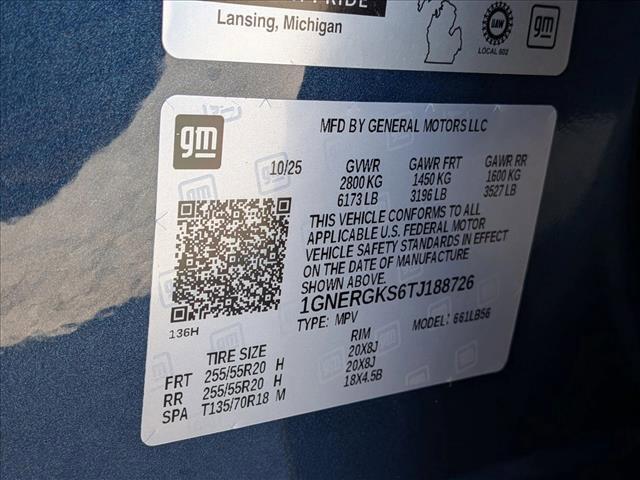 PRIDE
Lansing, Michigan
UAW
LOCAL 602
gm
gm
MFD BY GENERAL MOTORS LLC
10/25 GVWR GAWR FRT GAWR RR
2800 KG 1450 KG 1600 KG
6173 LB 3196 LB 3527 LB
THIS VEHICLE CONFORMS TO ALL
APPLICABLE U.S. FEDERAL MOTOR
VEHICLE SAFETY STANDARDS IN EFFECT
ON THE DATE OF MANUFACTURE
SHOWN ABOVE.
1GNERGKS6TJ188726
TYPE: MPV MODEL: 661LB56
136H
TIRE SIZE RIM
FRT 255/55R20 H 20X8J
RR 255/55R20 H 20X8J
SPA T135/70R18 M 18X4.5B